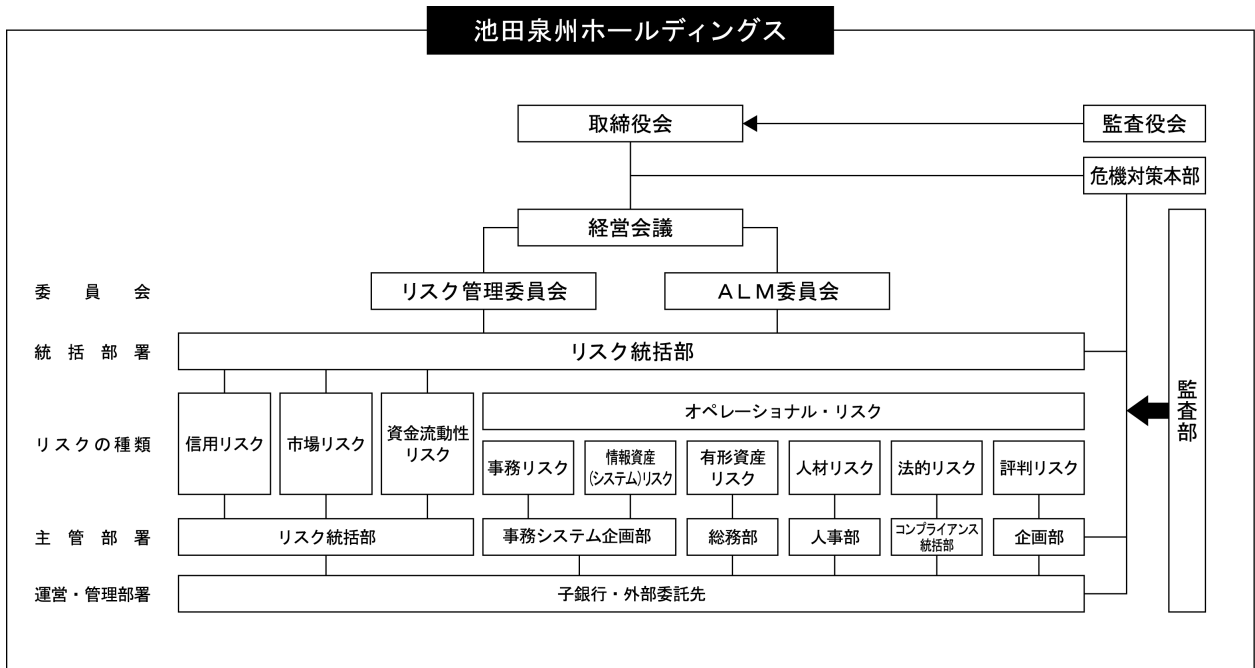 池田泉州ホールディングス
取締役会
監査役会
危機対策本部
経営会議
委員会
リスク管理委員会
ALM委員会
統括部署
リスク統括部
監査部
リスクの種類
信用リスク
市場リスク
資金流動性
リスク
オペレーショナル・リスク
事務リスク
情報資産
(システム)リスク
有形資産
リスク
人材リスク
法的リスク
評判リスク
主管部署
リスク統括部
事務システム企画部
総務部
人事部
コンプライアンス
統括部
企画部
運営・管理部署
子銀行・外部委託先